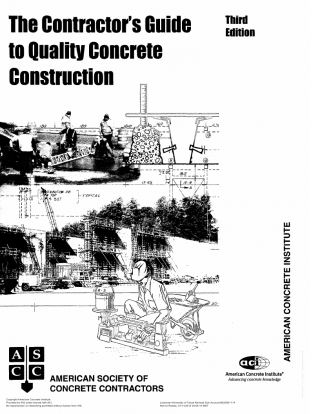 The Contractor's Guide
to Quality Concrete
Construction
Third
Edition
AMERICAN CONCRETE INSTITUTE
A S
C C
AMERICAN SOCIETY OF
CONCRETE CONTRACTORS
aci
American Concrete Institute®
Advancing concrete knowledge